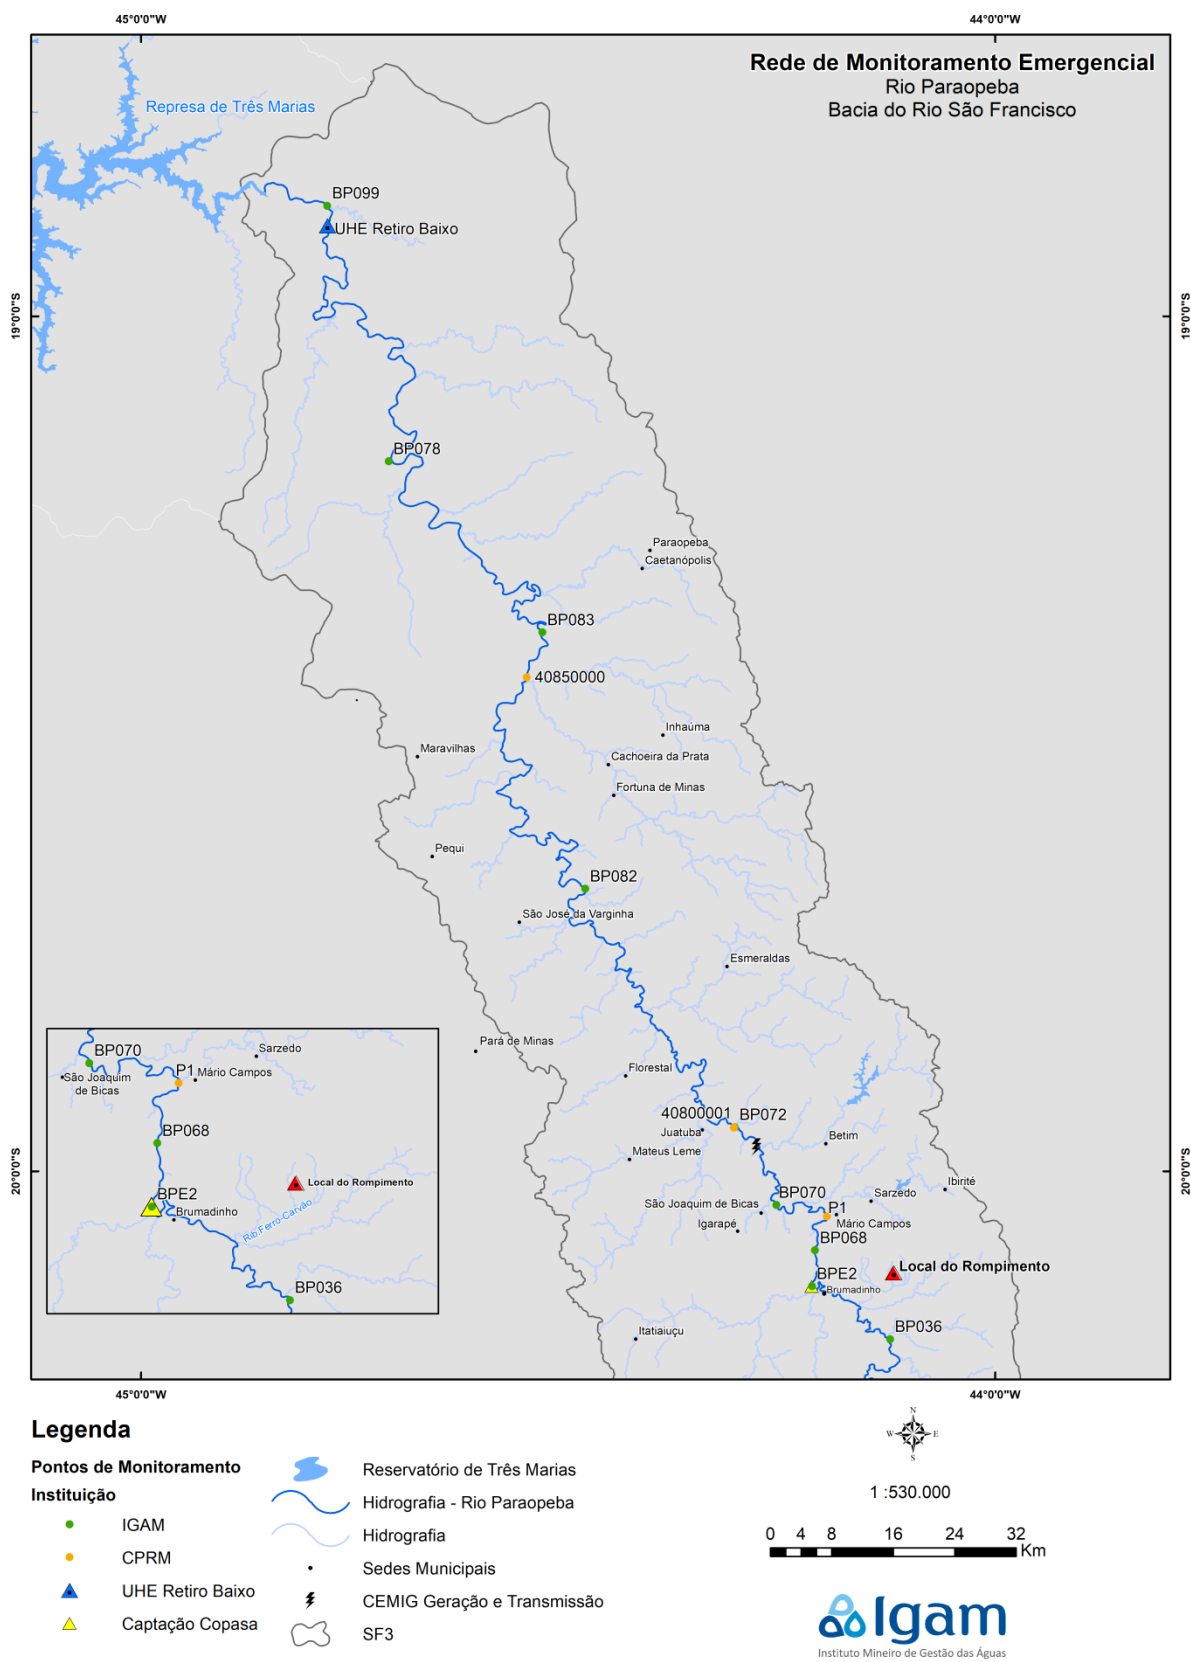 45°0'0"W
44°0'0"W
Rede de Monitoramento Emergencial
Rio Paraopeba
Bacia do Rio São Francisco
Represa de Três Marias
BP099
UHE Retiro Baixo
19°0'0"S
19°0'0"S
BP078
Paraopeba
Caetanópolis
BP083
40850000
Inhaúma
Maravilhas
Cachoeira da Prata
Fortuna de Minas
Pequi
BP082
São José da Varginha
Esmeraldas
Pará de Minas
Florestal
40800001
BP072
Juatuba
Betim
Mateus Leme
20°0'0"S
20°0'0"S
Ibirité
Sarzedo
São Joaquim de Bicas
BP070
P1
Mário Campos
Igarapé
BP068
Local do Rompimento
BPE2
Brumadinho
BP036
Itatiaiuçu
BP070
Sarzedo
P1
Mário Campos
São Joaquim
de Bicas
BP068
Local do Rompimento
BPE2
Brumadinho
Rib Ferro-Carvão
BP036
45°0'0"W
44°0'0"W
Legenda
Pontos de Monitoramento
Instituição
IGAM
CPRM
UHE Retiro Baixo
Captação Copasa
Reservatório de Três Marias
Hidrografia - Rio Paraopeba
Hidrografia
Sedes Municipais
CEMIG Geração e Transmissão
SF3
N
W E
S
1 :530.000
0 4 8 16 24 32
Km
Igam
Instituto Mineiro de Gestão das Águas